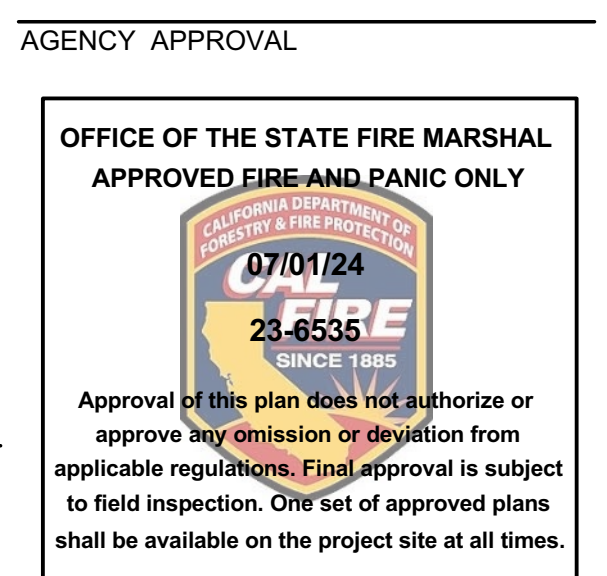 AGENCY APPROVAL
OFFICE OF THE STATE FIRE MARSHAL
APPROVED FIRE AND PANIC ONLY
CALIFORNIA DEPARTMENT OF
FORESTRY & FIRE PROTECTION
07/01/24
CAL
FIRE
23-6535
SINCE 1885
Approval of this plan does not authorize or
approve any omission or deviation from
applicable regulations. Final approval is subject
to field inspection. One set of approved plans
shall be available on the project site at all times.